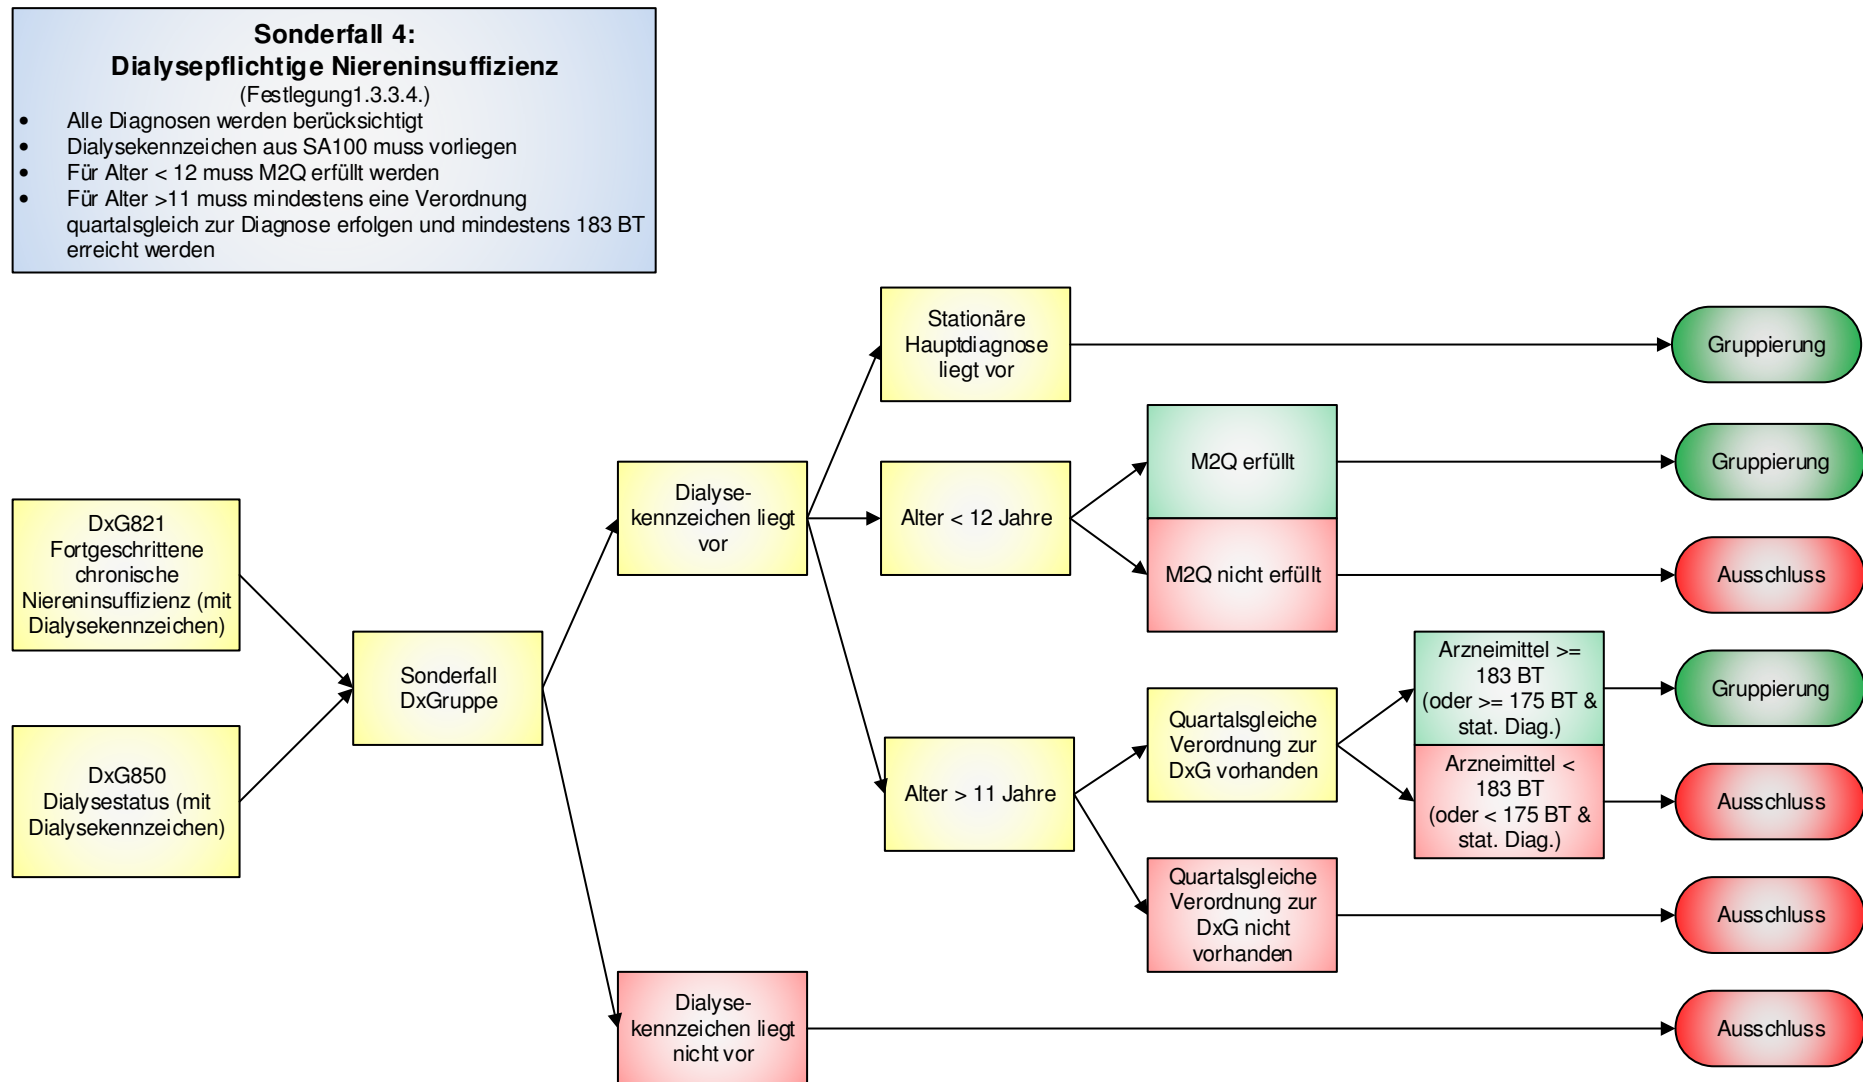 Sonderfall 4:
Dialysepflichtige Niereninsuffizienz
(Festlegung1.3.3.4.)
• Alle Diagnosen werden berücksichtigt
• Dialysekennzeichen aus SA100 muss vorliegen
• Für Alter < 12 muss M2Q erfüllt werden
• Für Alter >11 muss mindestens eine Verordnung
quartalsgleich zur Diagnose erfolgen und mindestens 183 BT
erreicht werden
DxG821
Fortgeschrittene
chronische
Niereninsuffizienz (mit
Dialysekennzeichen)
DxG850
Dialysestatus (mit
Dialysekennzeichen)
Sonderfall
DxGruppe
Dialyse-
kennzeichen liegt
vor
Dialyse-
kennzeichen liegt
nicht vor
Stationäre
Hauptdiagnose
liegt vor
Gruppierung
Alter < 12 Jahre
M2Q erfüllt
Gruppierung
M2Q nicht erfüllt
Ausschluss
Alter > 11 Jahre
Quartalsgleiche
Verordnung zur
DxG vorhanden
Arzneimittel >=
183 BT
(oder >= 175 BT &
stat. Diag.)
Gruppierung
Arzneimittel <
183 BT
(oder < 175 BT &
stat. Diag.)
Ausschluss
Quartalsgleiche
Verordnung zur
DxG nicht
vorhanden
Ausschluss
Ausschluss